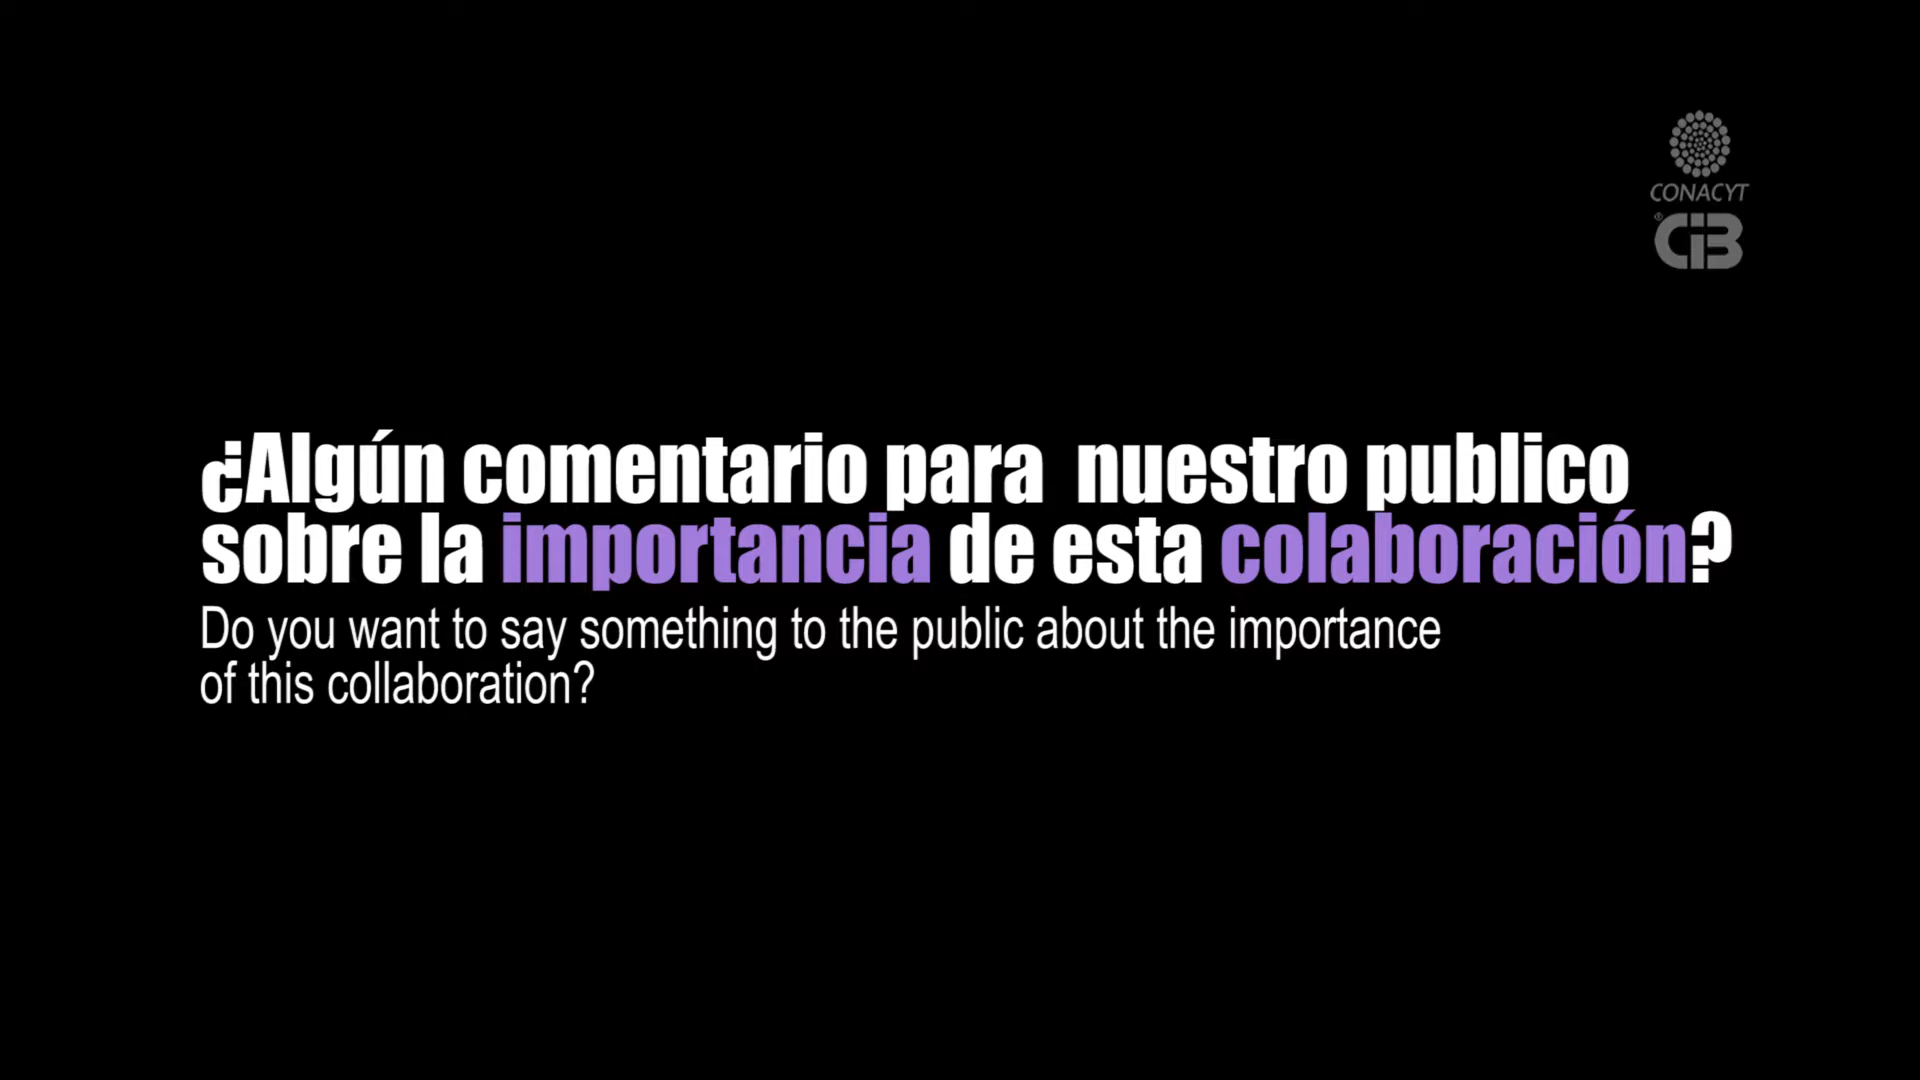 CONACYT
® CiB
¿Algún comentario para nuestro publico
sobre la importancia de esta colaboración?
Do you want to say something to the public about the importance
of this collaboration?